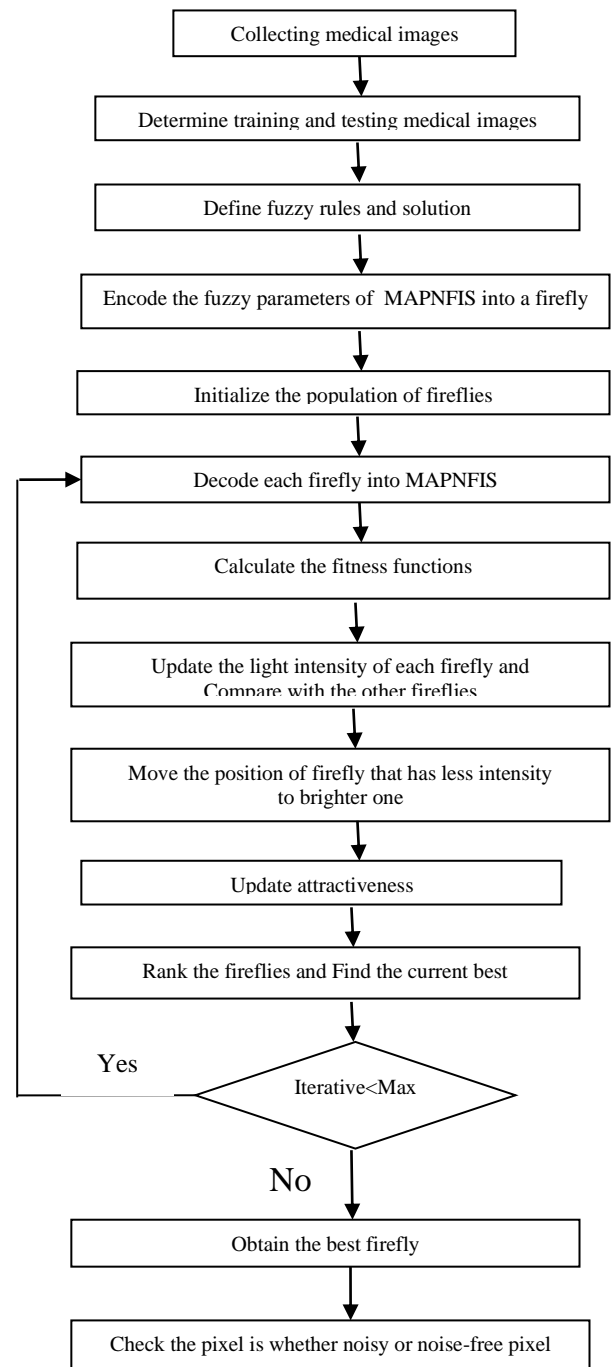 Collecting medical images
Determine training and testing medical images
Define fuzzy rules and solution
Encode the fuzzy parameters of MAPNFIS into a firefly
Initialize the population of fireflies
Decode each firefly into MAPNFIS
Calculate the fitness functions
Update the light intensity of each firefly and
Compare with the other fireflies
Move the position of firefly that has less intensity
to brighter one
Update attractiveness
Rank the fireflies and Find the current best
Yes
Iterative<Max
No
Obtain the best firefly
Check the pixel is whether noisy or noise-free pixel